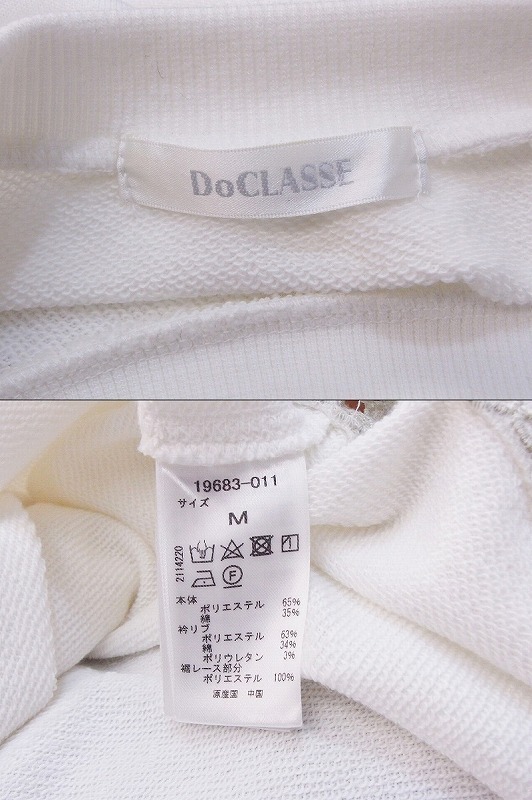 DoCLASSE
19683-011
サイズ
M
2114220
F
本体
ポリエステル 65%
綿 35%
衿リブ
ポリエステル 63%
綿 34%
ポリウレタン 3%
裾レース部分
ポリエステル 100%
原産国 中国